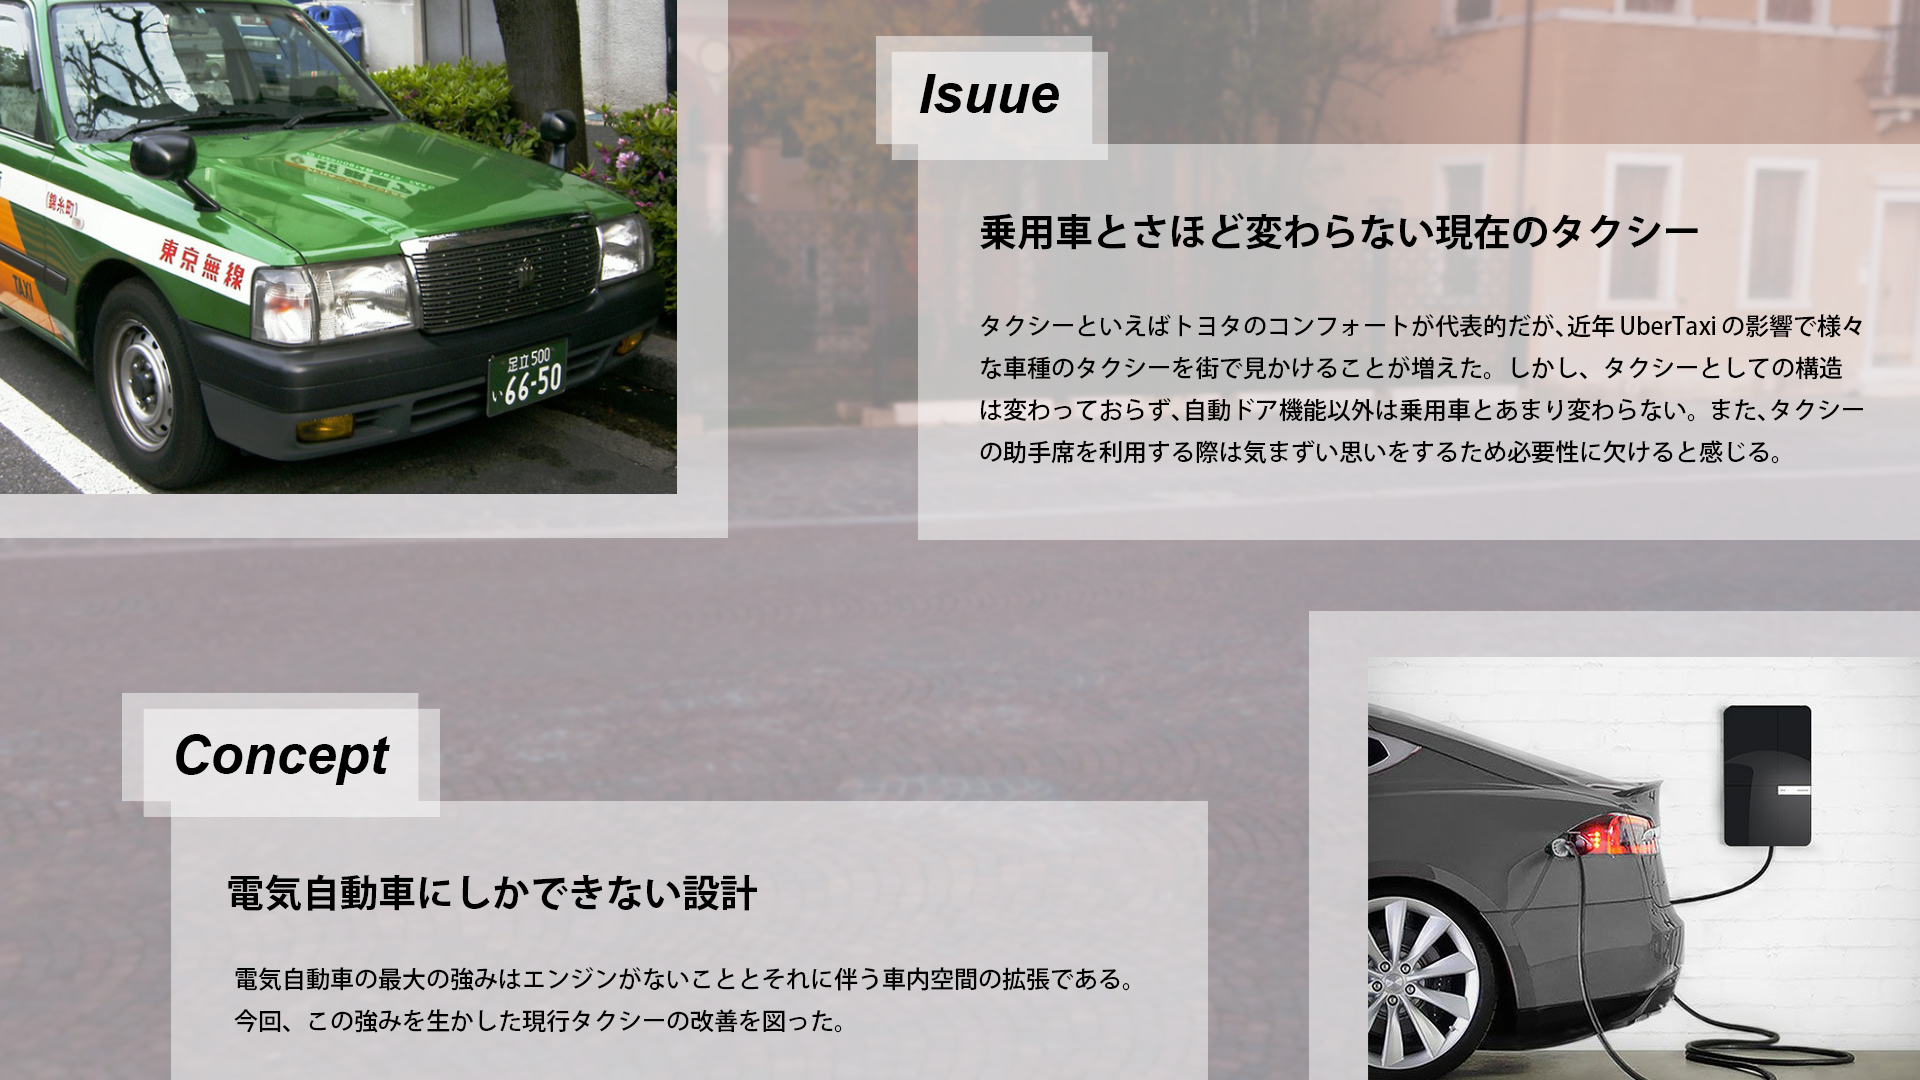 Isuue
乗用車とさほど変わらない現在のタクシー
タクシーといえばトヨタのコンフォートが代表的だが、近年 UberTaxi の影響で様々
な車種のタクシーを街で見かけることが増えた。しかし、タクシーとしての構造
は変わっておらず、自動ドア機能以外は乗用車とあまり変わらない。また、タクシー
の助手席を利用する際は気まずい思いをするため必要性に欠けると感じる。
(錦糸町)
東京無線
TAXI
足立 500
い 66-50
Concept
電気自動車にしかできない設計
電気自動車の最大の強みはエンジンがないこととそれに伴う車内空間の拡張である。
今回、この強みを生かした現行タクシーの改善を図った。